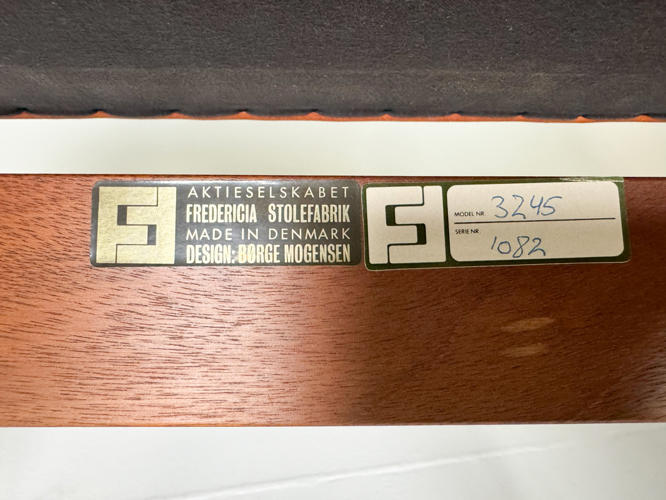 AKTIESELSKABET
FREDERICIA STOLEFABRIK
MADE IN DENMARK
DESIGN: BØRGE MOGENSEN
MODEL NR. 3245
SERIE NR. 1082